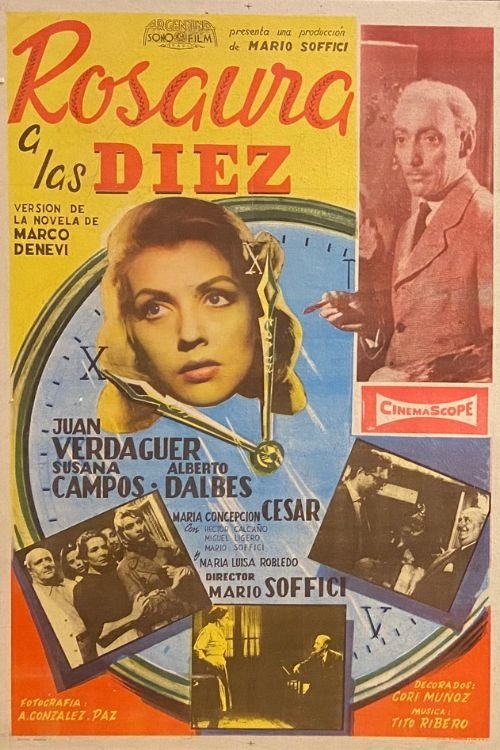 ARGENTINA
SONO FILM
presenta una producción
de MARIO SOFFICI
Rosaura
a las DIEZ
VERSION DE
LA NOVELA DE
MARCO
DENEVI
X
X
V
CINEMASCOPE
JUAN
VERDAGUER
SUSANA ALBERTO
CAMPOS • DALBES
MARIA CONCEPCION CESAR
Con HECTOR CALCAÑO
MIGUEL LIGERO
MARIO SOFFICI
y MARIA LUISA ROBLEDO
DIRECTOR
MARIO SOFFICI
FOTOGRAFIA:
A. GONZALEZ-PAZ
DECORADOS:
GORI MUÑOZ
MUSICA:
TITO RIBERO